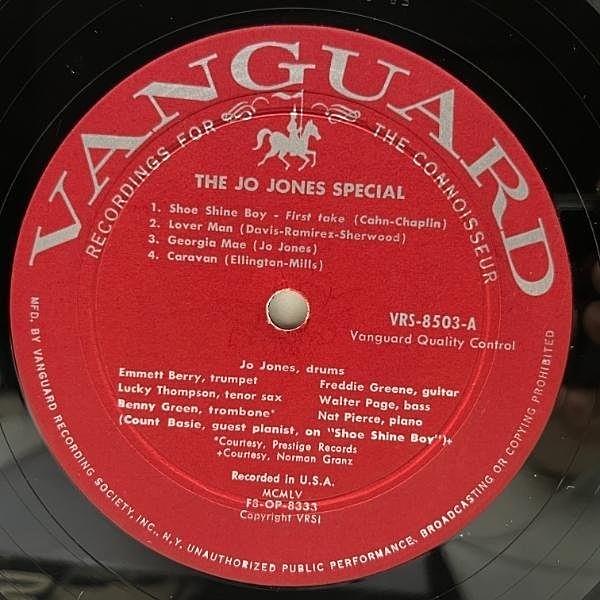 VANGUARD
RECORDINGS FOR THE CONNOISSEUR
THE JO JONES SPECIAL
1. Shoe Shine Boy - First take (Cahn-Chaplin)
2. Lover Man (Davis-Ramirez-Sherwood)
3. Georgia Mae (Jo Jones)
4. Caravan (Ellington-Mills)
VRS-8503-A
Vanguard Quality Control
Jo Jones, drums
Emmett Berry, trumpet Freddie Greene, guitar
Lucky Thompson, tenor sax Walter Page, bass
Benny Green, trombone* Nat Pierce, piano
(Count Basie, guest pianist, on "Shoe Shine Boy")+
*Courtesy, Prestige Records
+Courtesy, Norman Granz
Recorded in U.S.A.
MCMLV
FS-OP-8333
Copyright VRSI
MFD. BY VANGUARD RECORDING SOCIETY, INC., N.Y. UNAUTHORIZED PUBLIC PERFORMANCE, BROADCASTING OR COPYING PROHIBITED